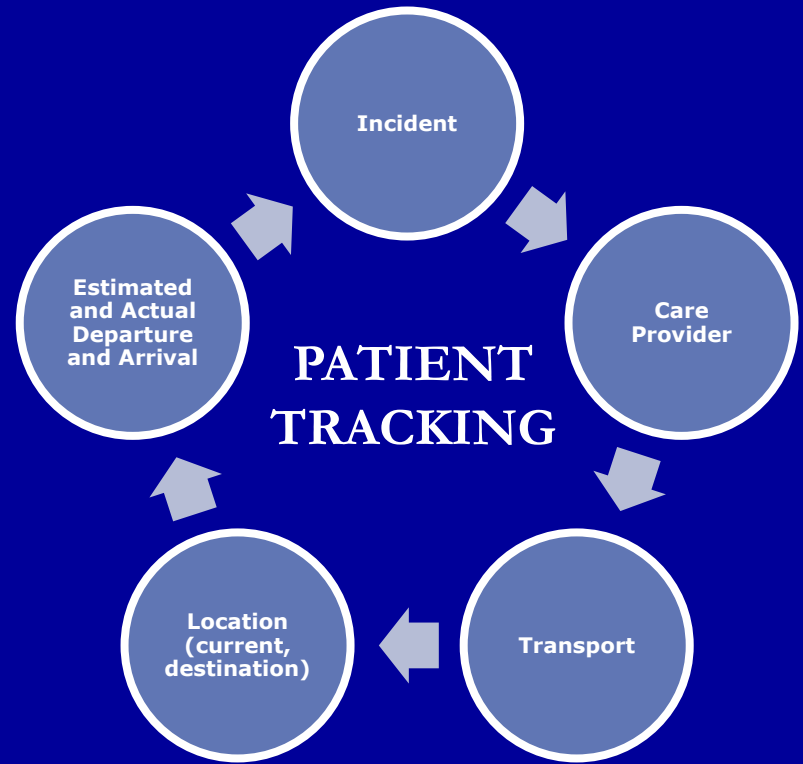 Incident
Care
Provider
Transport
Location
(current,
destination)
Estimated
and Actual
Departure
and Arrival
PATIENT
TRACKING